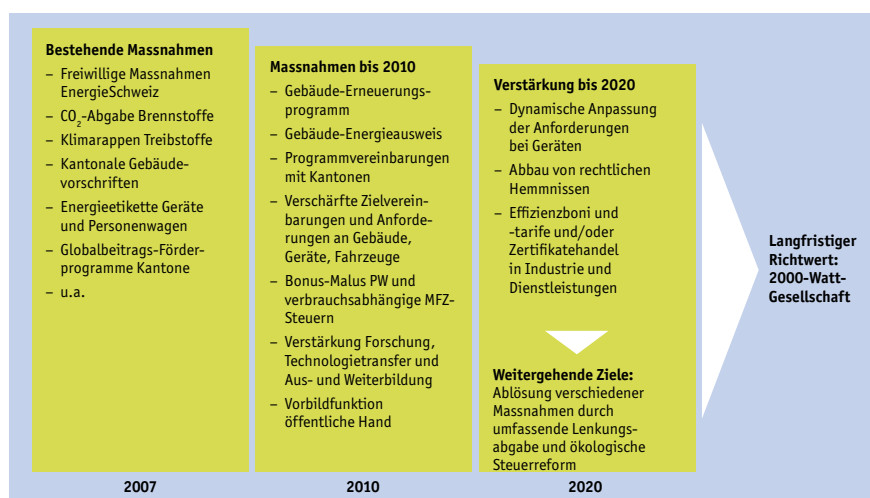 Bestehende Massnahmen
– Freiwillige Massnahmen
EnergieSchweiz
– CO₂-Abgabe Brennstoffe
– Klimarappen Treibstoffe
– Kantonale Gebäude-
vorschriften
– Energieetikette Geräte
und Personenwagen
– Globalbeitrags-Förder-
programme Kantone
– u.a.
2007
Massnahmen bis 2010
– Gebäude-Erneuerungs-
programm
– Gebäude-Energieausweis
– Programmvereinbarungen
mit Kantonen
– Verschärfte Zielverein-
barungen und Anforde-
rungen an Gebäude,
Geräte, Fahrzeuge
– Bonus-Malus PW und
verbrauchsabhängige MFZ-
Steuern
– Verstärkung Forschung,
Technologietransfer und
Aus- und Weiterbildung
– Vorbildfunktion
öffentliche Hand
2010
Verstärkung bis 2020
– Dynamische Anpassung
der Anforderungen
bei Geräten
– Abbau von rechtlichen
Hemmnissen
– Effizienzboni und
-tarife und/oder
Zertifikatehandel
in Industrie und
Dienstleistungen
Weitergehende Ziele:
Ablösung verschiedener
Massnahmen durch
umfassende Lenkungs-
abgabe und ökologische
Steuerreform
2020
Langfristiger
Richtwert:
2000-Watt-
Gesellschaft